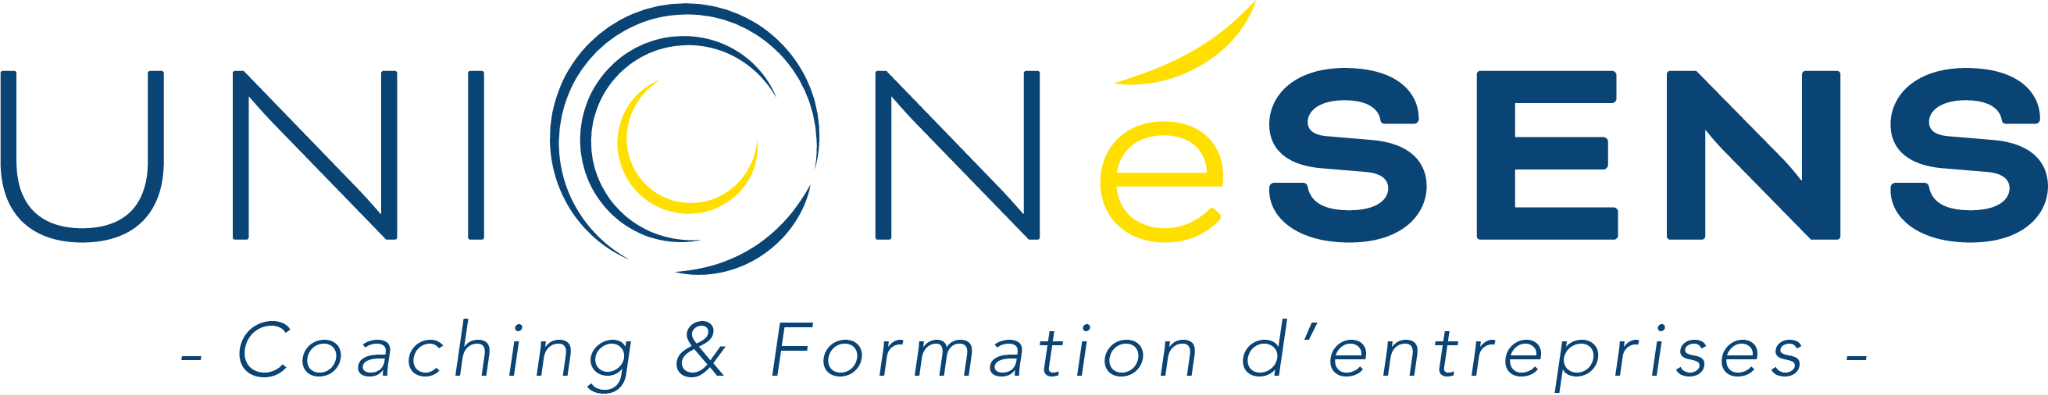 UNIONéSENS
- Coaching & Formation d'entreprises -